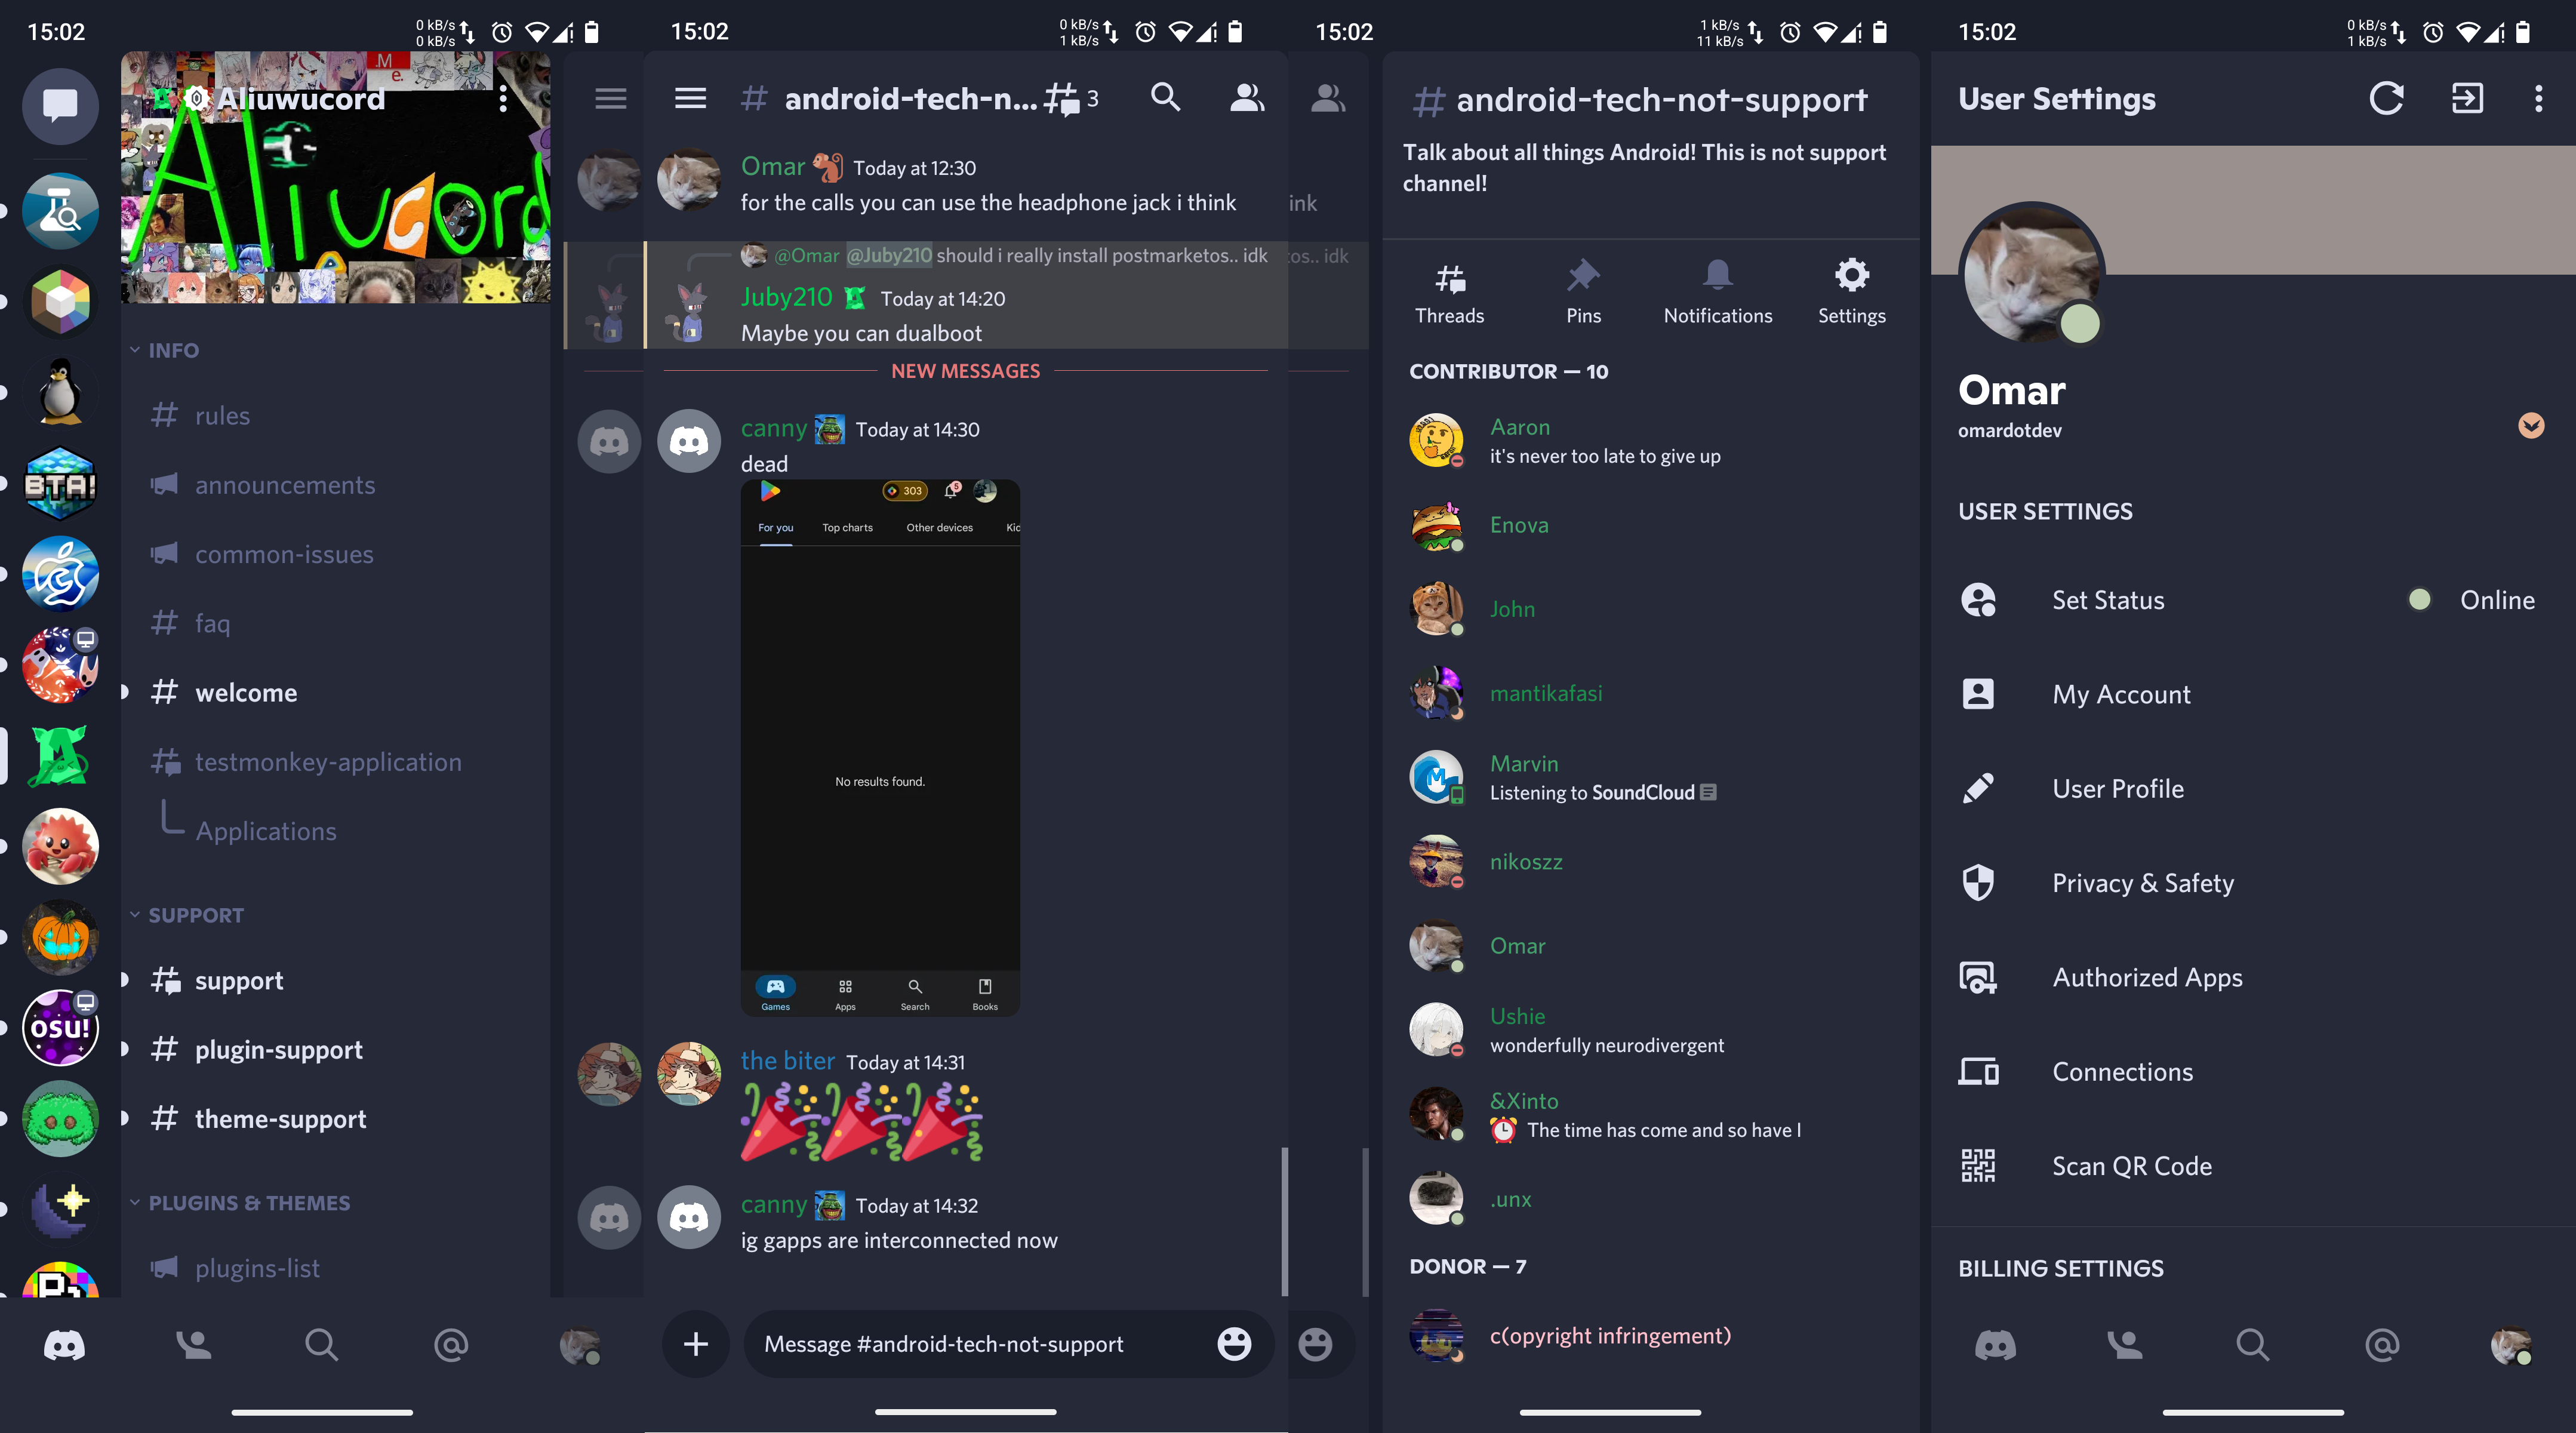 15:02
0 kB/s
0 kB/s
.M
e.
Aliuwucord
Aliucord
INFO
rules
announcements
common-issues
faq
welcome
testmonkey-application
Applications
SUPPORT
support
plugin-support
theme-support
PLUGINS & THEMES
plugins-list
BTA!
osu!
15:02
0 kB/s
1 kB/s
# android-tech-n...
3
Omar Today at 12:30
for the calls you can use the headphone jack i think
@Omar @Juby210 should i really install postmarketos.. idk
Juby210 Today at 14:20
Maybe you can dualboot
NEW MESSAGES
canny Today at 14:30
dead
303
5
For you Top charts Other devices Kid
No results found.
Games Apps Search Books
the biter Today at 14:31
canny Today at 14:32
ig gapps are interconnected now
Message #android-tech-not-support
15:02
1 kB/s
11 kB/s
ink
tos.. idk
# android-tech-not-support
Talk about all things Android! This is not support
channel!
Threads Pins Notifications Settings
CONTRIBUTOR — 10
Aaron
it's never too late to give up
Enova
John
mantikafasi
Marvin
Listening to SoundCloud
nikoszz
Omar
Ushie
wonderfully neurodivergent
&Xinto
The time has come and so have I
.unx
DONOR — 7
c(opyright infringement)
15:02
0 kB/s
1 kB/s
User Settings
Omar
omardotdev
USER SETTINGS
Set Status Online
My Account
User Profile
Privacy & Safety
Authorized Apps
Connections
Scan QR Code
BILLING SETTINGS